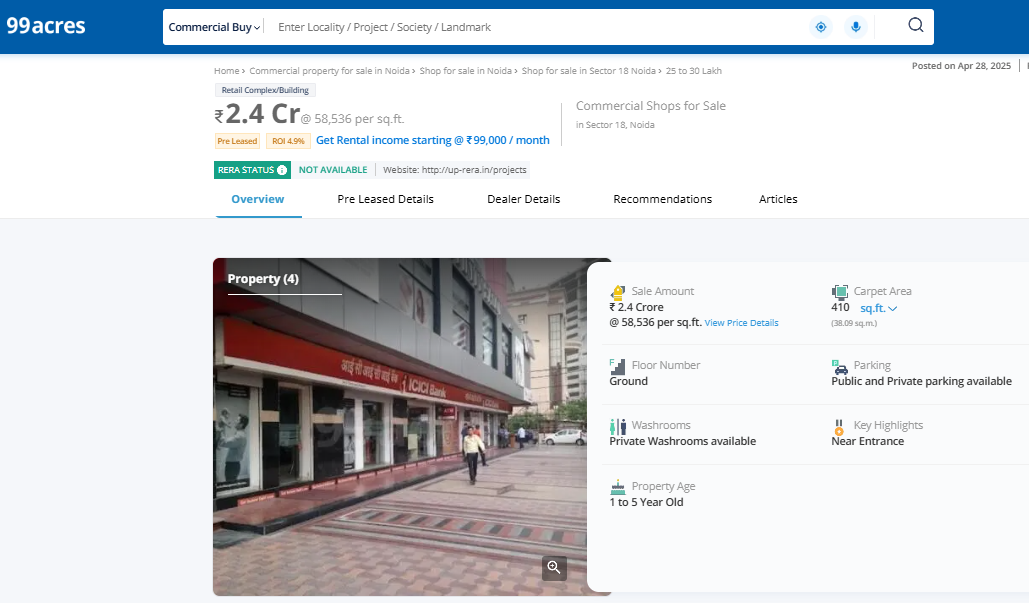 99acres
Commercial Buy
Enter Locality / Project / Society / Landmark
Home › Commercial property for sale in Noida › Shop for sale in Noida › Shop for sale in Sector 18 Noida › 25 to 30 Lakh
Posted on Apr 28, 2025
Retail Complex/Building
₹2.4 Cr @ 58,536 per sq.ft.
Commercial Shops for Sale
in Sector 18, Noida
Pre Leased
ROI 4.9%
Get Rental income starting @ ₹99,000 / month
RERA STATUS
NOT AVAILABLE
Website: http://up-rera.in/projects
Overview
Pre Leased Details
Dealer Details
Recommendations
Articles
Property (4)
आई सी आई सी आई बैंक
ICICI Bank
Sale Amount
₹ 2.4 Crore
@ 58,536 per sq.ft. View Price Details
Carpet Area
410 sq.ft.
(38.09 sq.m.)
Floor Number
Ground
Parking
Public and Private parking available
Washrooms
Private Washrooms available
Key Highlights
Near Entrance
Property Age
1 to 5 Year Old